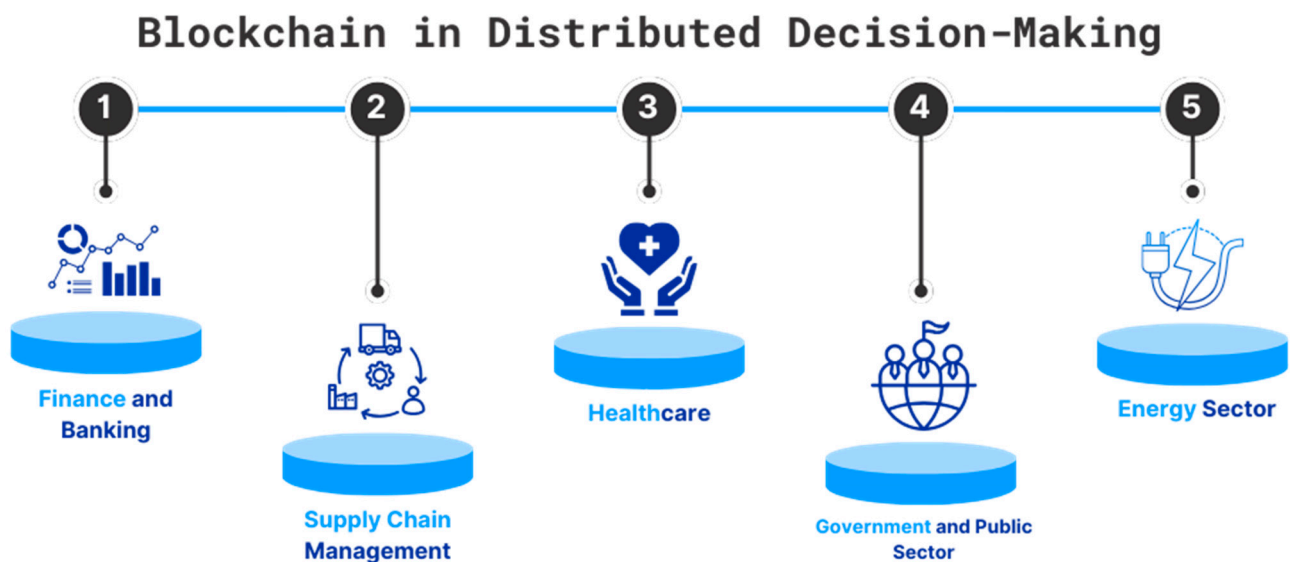 Blockchain in Distributed Decision-Making
1
2
3
4
5
Finance and
Banking
Supply Chain
Management
Healthcare
Government and Public
Sector
Energy Sector